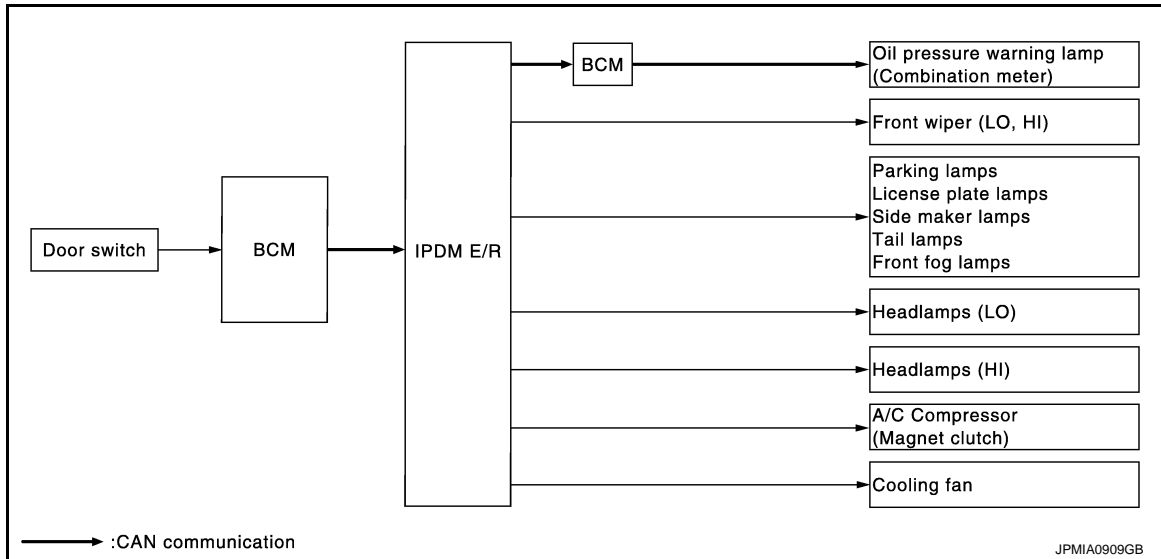 Door switch
BCM
IPDM E/R
BCM
Oil pressure warning lamp
(Combination meter)
Front wiper (LO, HI)
Parking lamps
License plate lamps
Side maker lamps
Tail lamps
Front fog lamps
Headlamps (LO)
Headlamps (HI)
A/C Compressor
(Magnet clutch)
Cooling fan
:CAN communication
JPMIA0909GB